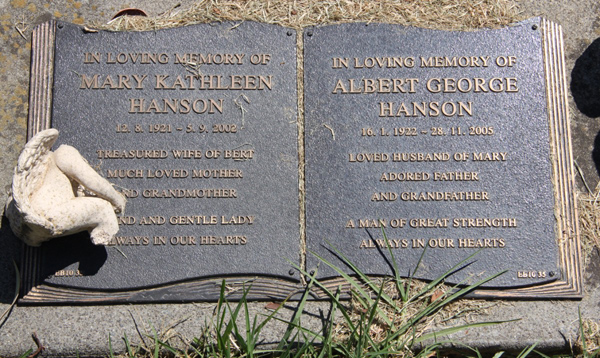 IN LOVING MEMORY OF
MARY KATHLEEN
HANSON
12. 8. 1921 - 5. 9. 2002
TREASURED WIFE OF BERT
MUCH LOVED MOTHER
AND GRANDMOTHER
KIND AND GENTLE LADY
ALWAYS IN OUR HEARTS
IN LOVING MEMORY OF
ALBERT GEORGE
HANSON
16. 1. 1922 - 28. 11. 2005
LOVED HUSBAND OF MARY
ADORED FATHER
AND GRANDFATHER
A MAN OF GREAT STRENGTH
ALWAYS IN OUR HEARTS
EB10 35